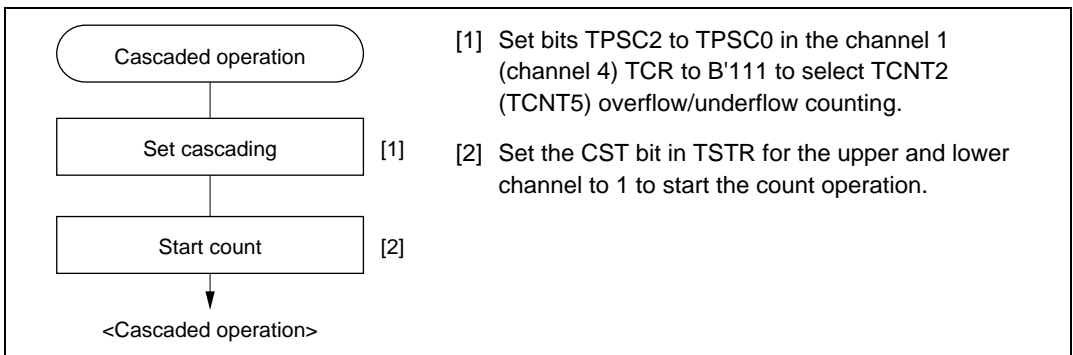 Cascaded operation
Set cascading
[1]
Start count
[2]
<Cascaded operation>
[1] Set bits TPSC2 to TPSC0 in the channel 1
(channel 4) TCR to B'111 to select TCNT2
(TCNT5) overflow/underflow counting.
[2] Set the CST bit in TSTR for the upper and lower
channel to 1 to start the count operation.